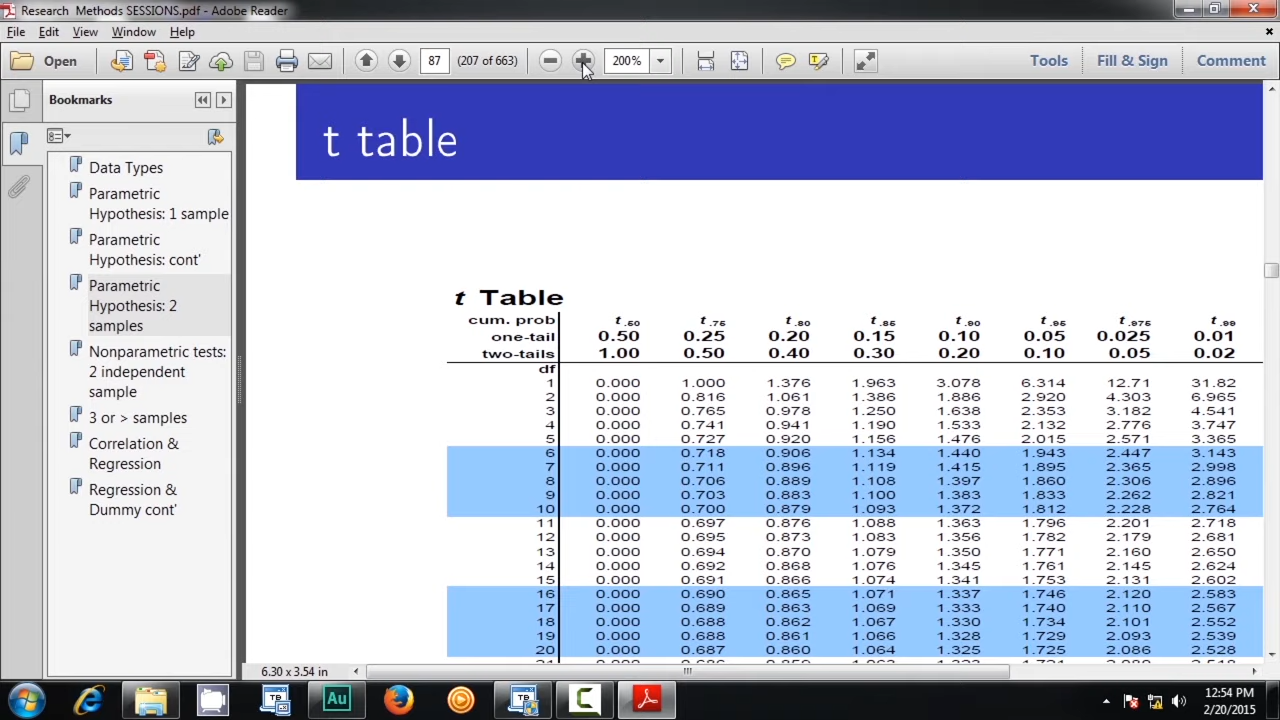 Research Methods SESSIONS.pdf - Adobe Reader
File Edit View Window Help
Open 87 (207 of 663) 200% Tools Fill & Sign Comment
Bookmarks
Data Types
Parametric
Hypothesis: 1 sample
Parametric
Hypothesis: cont'
Parametric
Hypothesis: 2
samples
Nonparametric tests:
2 independent
sample
3 or > samples
Correlation &
Regression
Regression &
Dummy cont'
t table
t Table
cum. prob t .50 t .75 t .80 t .85 t .90 t .95 t .975 t .99
one-tail 0.50 0.25 0.20 0.15 0.10 0.05 0.025 0.01
two-tails 1.00 0.50 0.40 0.30 0.20 0.10 0.05 0.02
df
1 0.000 1.000 1.376 1.963 3.078 6.314 12.71 31.82
2 0.000 0.816 1.061 1.386 1.886 2.920 4.303 6.965
3 0.000 0.765 0.978 1.250 1.638 2.353 3.182 4.541
4 0.000 0.741 0.941 1.190 1.533 2.132 2.776 3.747
5 0.000 0.727 0.920 1.156 1.476 2.015 2.571 3.365
6 0.000 0.718 0.906 1.134 1.440 1.943 2.447 3.143
7 0.000 0.711 0.896 1.119 1.415 1.895 2.365 2.998
8 0.000 0.706 0.889 1.108 1.397 1.860 2.306 2.896
9 0.000 0.703 0.883 1.100 1.383 1.833 2.262 2.821
10 0.000 0.700 0.879 1.093 1.372 1.812 2.228 2.764
11 0.000 0.697 0.876 1.088 1.363 1.796 2.201 2.718
12 0.000 0.695 0.873 1.083 1.356 1.782 2.179 2.681
13 0.000 0.694 0.870 1.079 1.350 1.771 2.160 2.650
14 0.000 0.692 0.868 1.076 1.345 1.761 2.145 2.624
15 0.000 0.691 0.866 1.074 1.341 1.753 2.131 2.602
16 0.000 0.690 0.865 1.071 1.337 1.746 2.120 2.583
17 0.000 0.689 0.863 1.069 1.333 1.740 2.110 2.567
18 0.000 0.688 0.862 1.067 1.330 1.734 2.101 2.552
19 0.000 0.688 0.861 1.066 1.328 1.729 2.093 2.539
20 0.000 0.687 0.860 1.064 1.325 1.725 2.086 2.528
6.30 x 3.54 in
Au
12:54 PM
2/20/2015